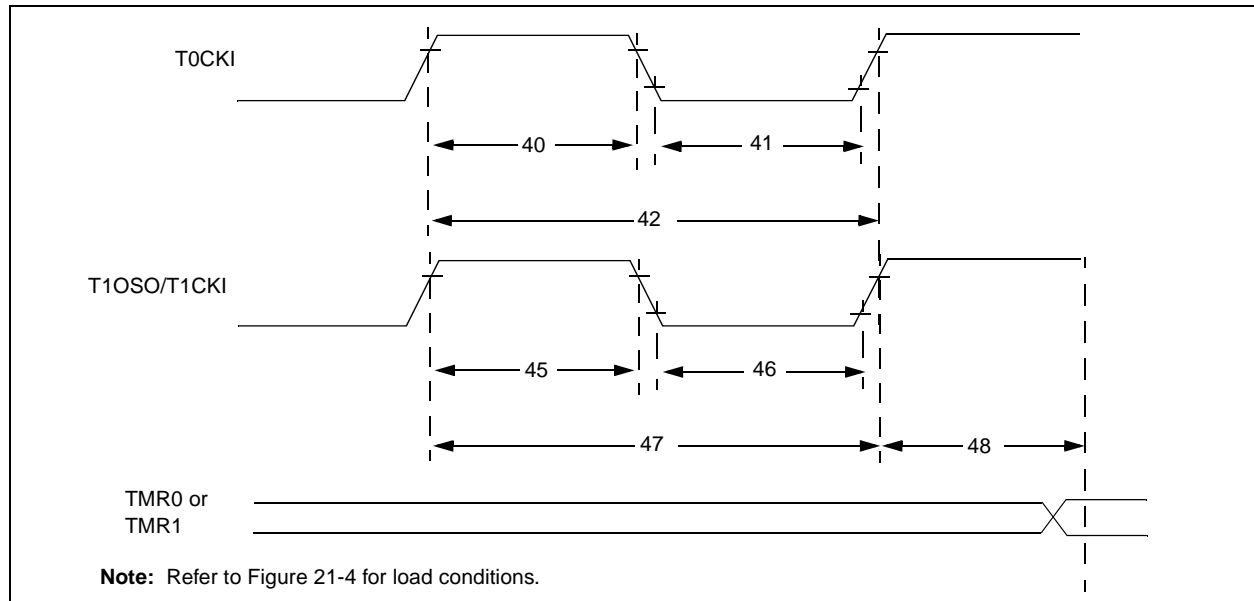 T0CKI
40
41
42
T1OSO/T1CKI
45
46
47
48
TMR0 or
TMR1
Note: Refer to Figure 21-4 for load conditions.